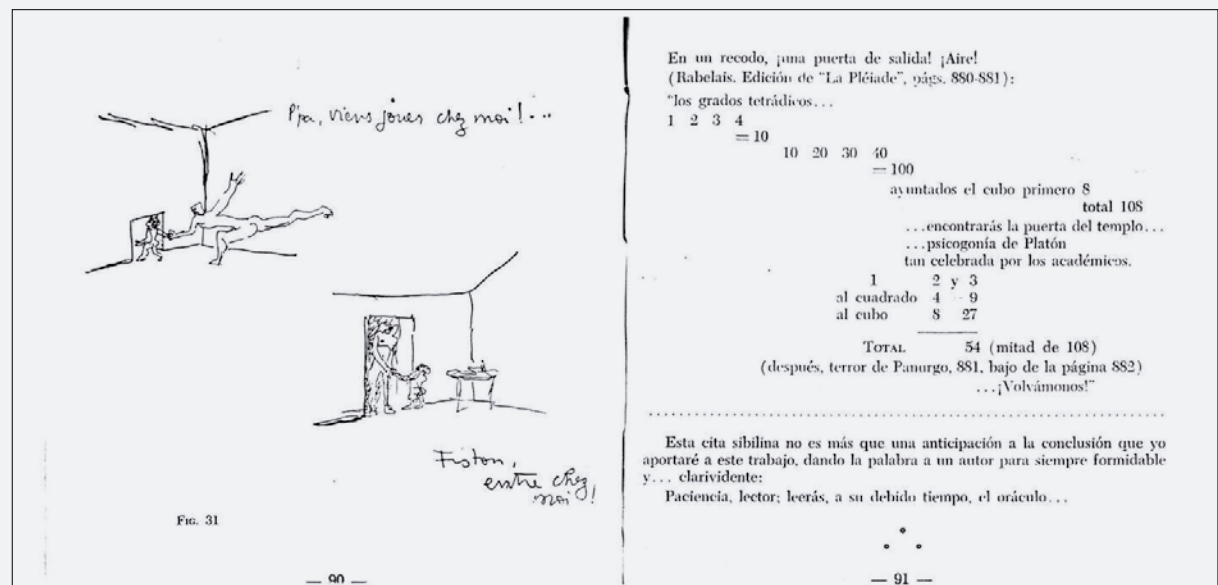 Pipa, viens jouer chez moi!...
Fiston,
entre chez
moi!
FIG. 31
— 90 —
En un recodo, ¡una puerta de salida! ¡Aire!
(Rabelais. Edición de "La Pléiade", págs. 880-881):
"los grados tetrádicos...
1 2 3 4
= 10
10 20 30 40
= 100
ayuntados el cubo primero 8
total 108
...encontrarás la puerta del templo...
...psicogonía de Platón
tan celebrada por los académicos.
1 2 y 3
al cuadrado 4 9
al cubo 8 27
TOTAL 54 (mitad de 108)
(después, terror de Panurgo, 881, bajo de la página 882)
...¡Volvámonos!"
Esta cita sibilina no es más que una anticipación a la conclusión que yo
aportaré a este trabajo, dando la palabra a un autor para siempre formidable
y... clarividente:
Paciencia, lector; leerás, a su debido tiempo, el oráculo...
— 91 —